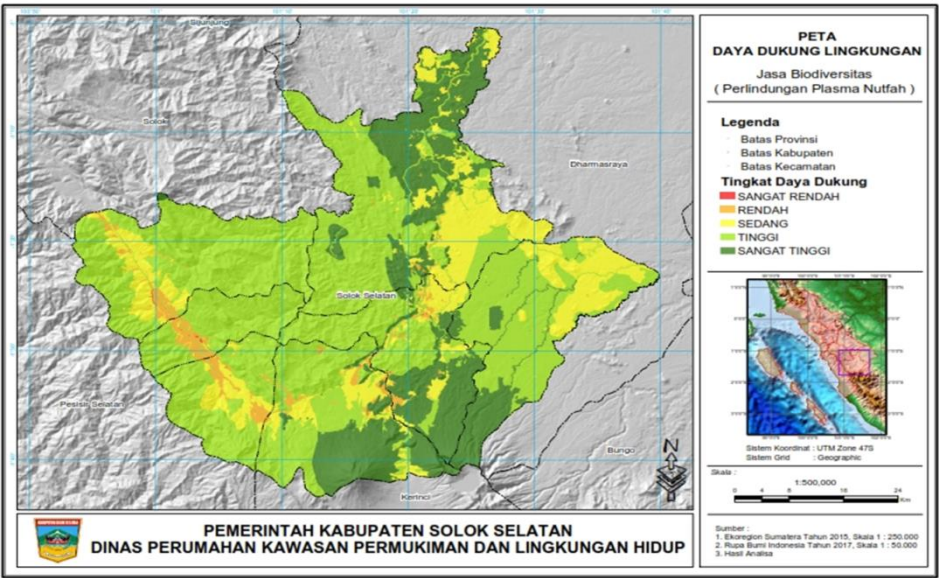 PETA
DAYA DUKUNG LINGKUNGAN
Jasa Biodiversitas
( Perlindungan Plasma Nutfah )
Legenda
Batas Provinsi
Batas Kabupaten
Batas Kecamatan
Tingkat Daya Dukung
SANGAT RENDAH
RENDAH
SEDANG
TINGGI
SANGAT TINGGI
Sijunjung
Solok
Dharmasraya
Solok Selatan
Pesisir Selatan
Bungo
Kerinci
N
Sistem Koordinat : UTM Zone 47S
Sistem Grid : Geographic
Skala :
1:500,000
0 4 8 16 24
Km
Sumber :
1. Ekoregion Sumatera Tahun 2015, Skala 1 : 250.000
2. Rupa Bumi Indonesia Tahun 2017, Skala 1 : 50.000
3. Hasil Analisa
PEMERINTAH KABUPATEN SOLOK SELATAN
DINAS PERUMAHAN KAWASAN PERMUKIMAN DAN LINGKUNGAN HIDUP